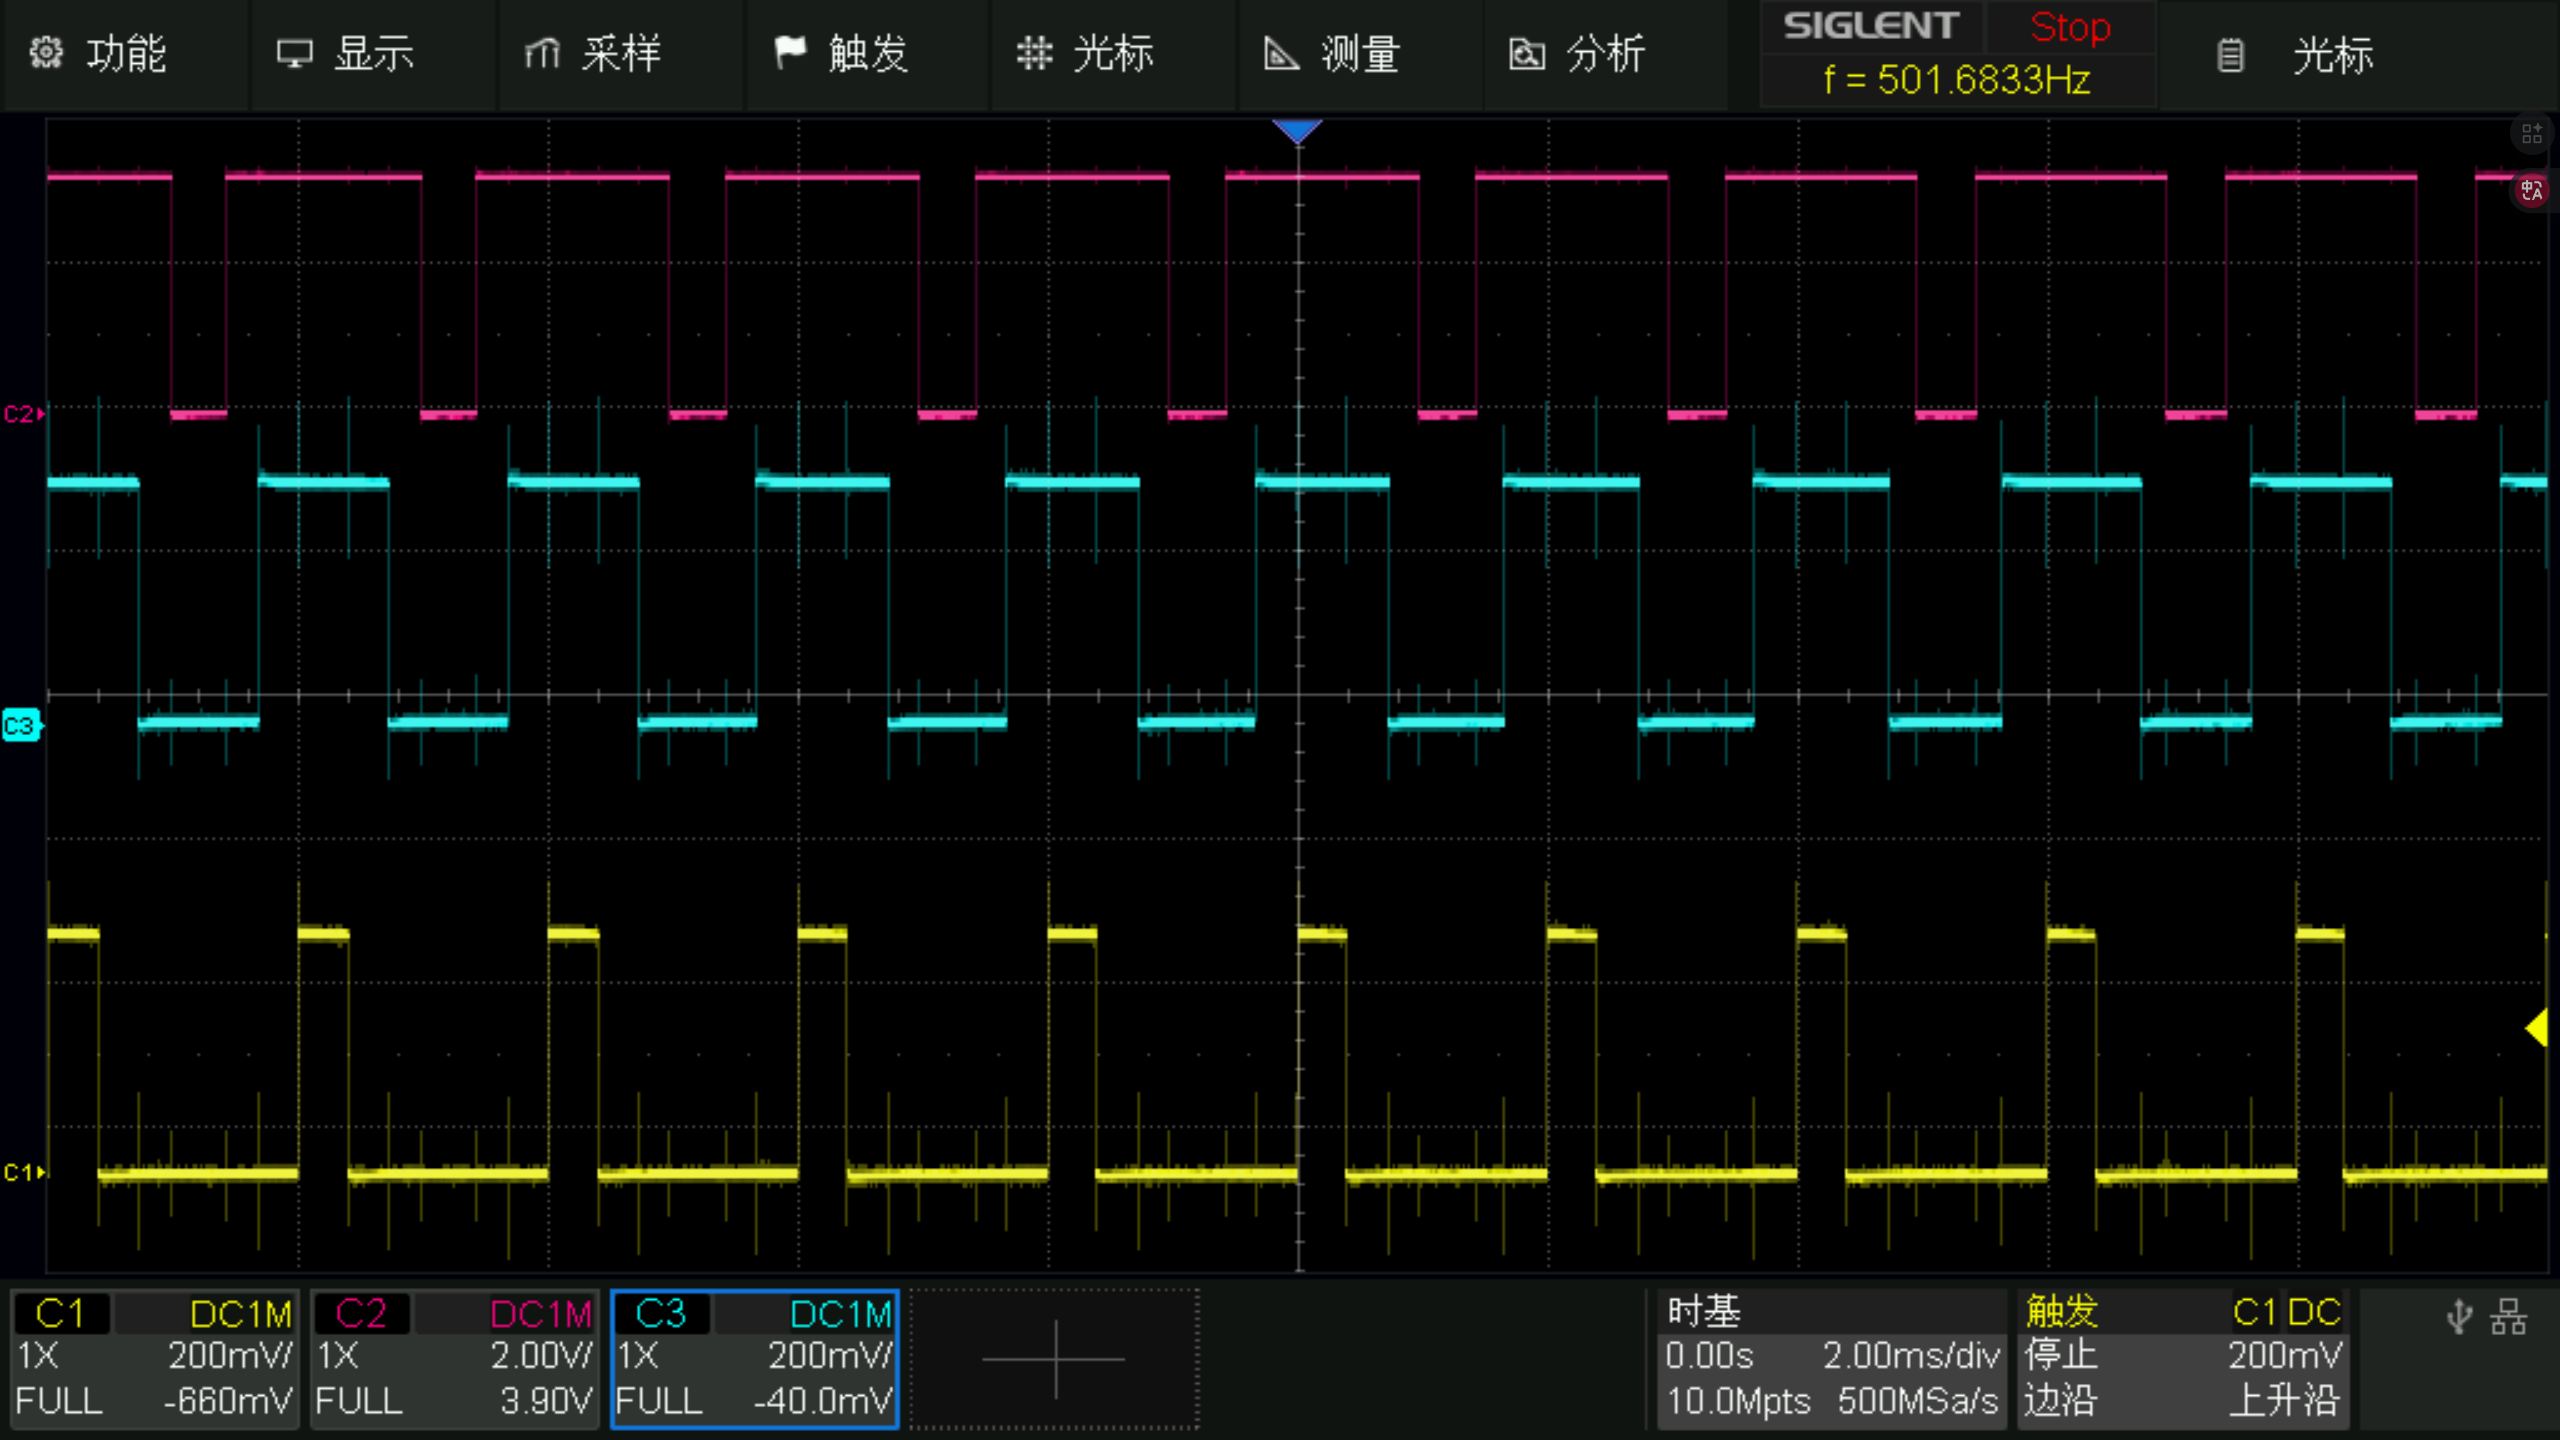 功能 显示 采样 触发 光标 测量 分析 SIGLENT Stop 光标
f = 501.6833Hz
中A
C2
C3
C1
C1 DC1M C2 DC1M C3 DC1M 时基 触发 C1 DC
1X 200mV/ 1X 2.00V/ 1X 200mV/ 0.00s 2.00ms/div 停止 200mV
FULL -660mV FULL 3.90V FULL -40.0mV 10.0Mpts 500MSa/s 边沿 上升沿